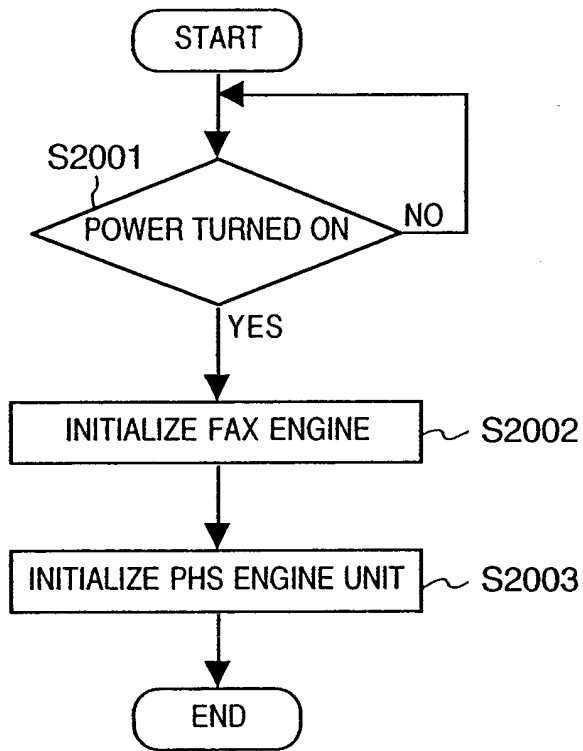 START
S2001
POWER TURNED ON
NO
YES
INITIALIZE FAX ENGINE
S2002
INITIALIZE PHS ENGINE UNIT
S2003
END